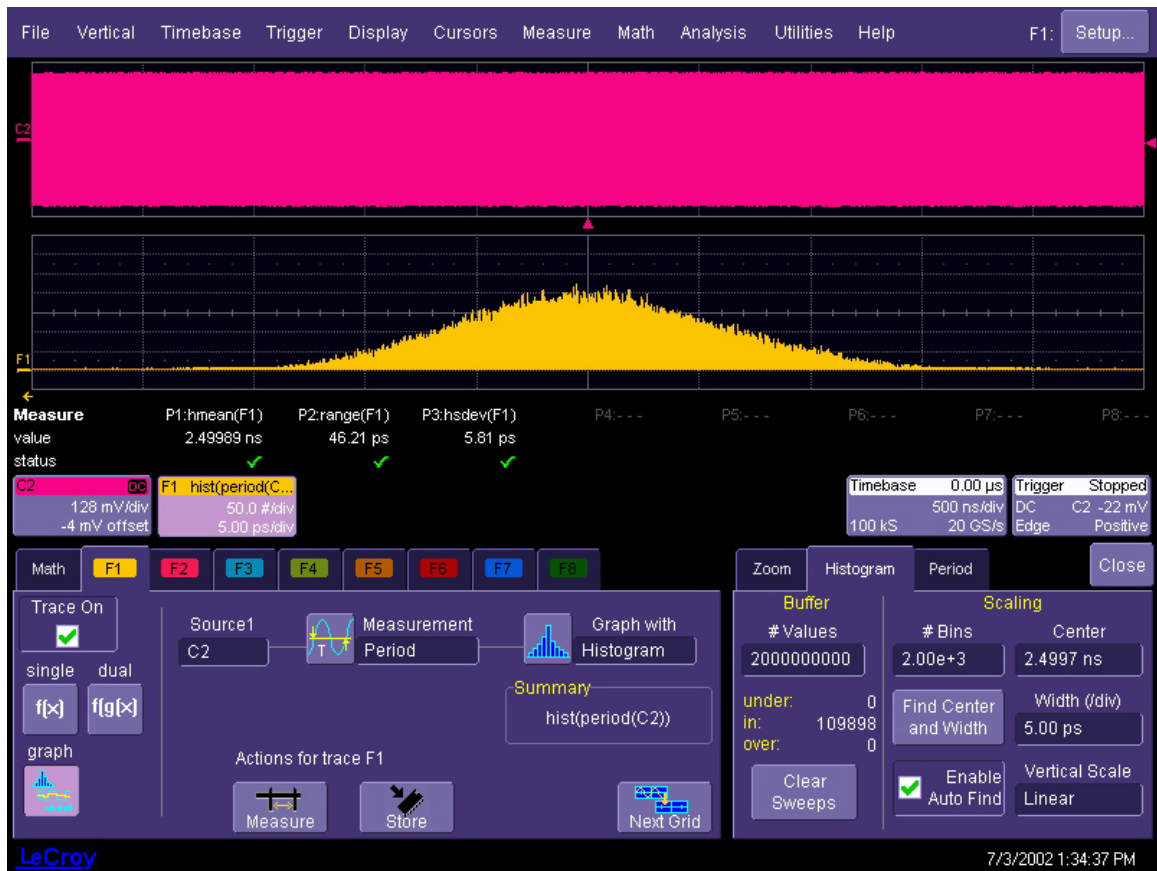 File Vertical Timebase Trigger Display Cursors Measure Math Analysis Utilities Help F1: Setup...
C2
F1
Measure P1:hmean(F1) P2:range(F1) P3:hsdev(F1) P4:- - - P5:- - - P6:- - - P7:- - - P8:- - -
value 2.49989 ns 46.21 ps 5.81 ps
status
C2 DC F1 hist(period(C... Timebase 0.00 µs Trigger Stopped
128 mV/div 50.0 #/div 500 ns/div DC C2 -22 mV
-4 mV offset 5.00 ps/div 100 kS 20 GS/s Edge Positive
Math F1 F2 F3 F4 F5 F6 F7 F8 Zoom Histogram Period Close
Trace On
Source1 Measurement Graph with
C2 T Period Histogram
single dual
f(x) f(g(x))
Summary
hist(period(C2))
graph
Actions for trace F1
Measure Store Next Grid
Buffer Scaling
# Values # Bins Center
2000000000 2.00e+3 2.4997 ns
under: 0
in: 109898
over: 0
Find Center and Width
Width (/div)
5.00 ps
Clear Sweeps
Enable Auto Find
Vertical Scale
Linear
LeCroy 7/3/2002 1:34:37 PM